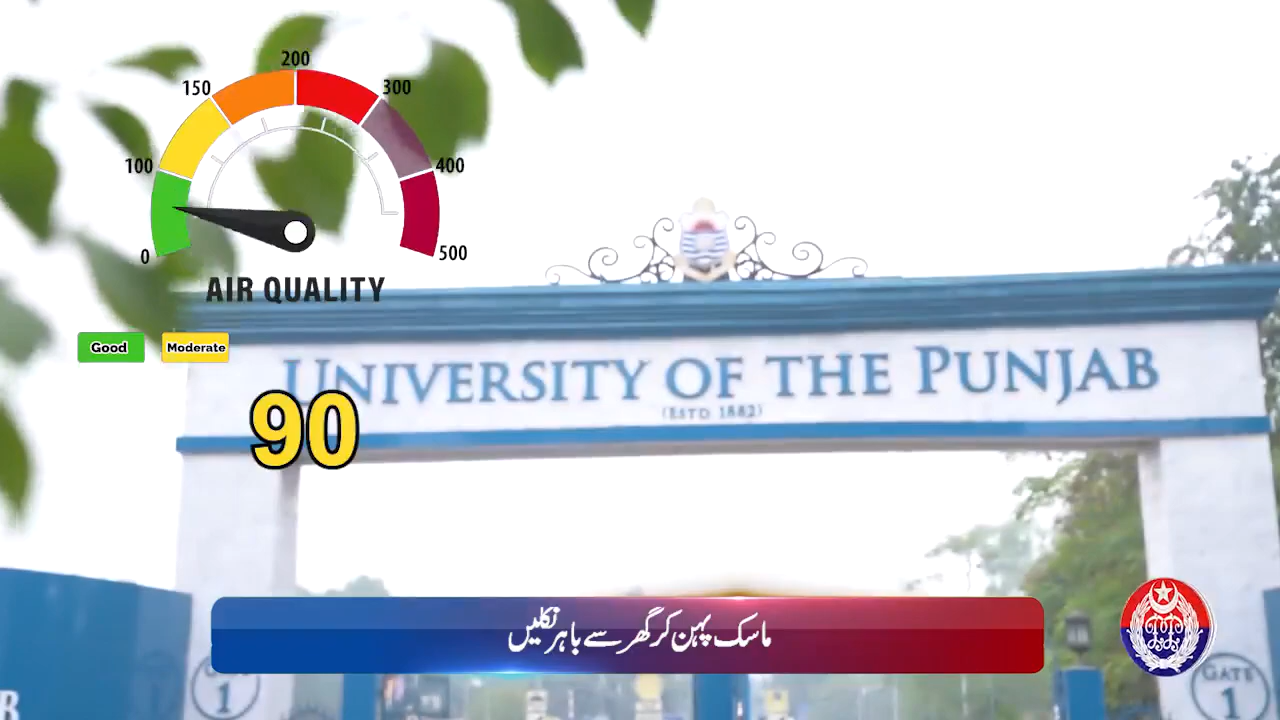 200
150
300
100
400
0
500
AIR QUALITY
Good
Moderate
UNIVERSITY OF THE PUNJAB
(ESTD 1882)
90
ماسک پہن کر گھر سے باہر نکلیں
1
GATE
1
R